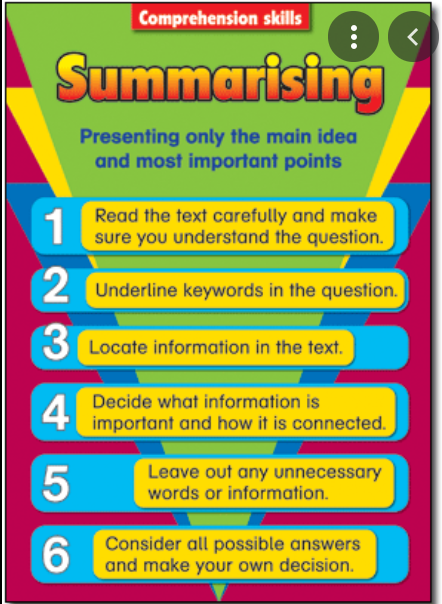 Comprehension skills
Summarising
Presenting only the main idea
and most important points
1
Read the text carefully and make
sure you understand the question.
2
Underline keywords in the question.
3
Locate information in the text.
4
Decide what information is
important and how it is connected.
5
Leave out any unnecessary
words or information.
6
Consider all possible answers
and make your own decision.